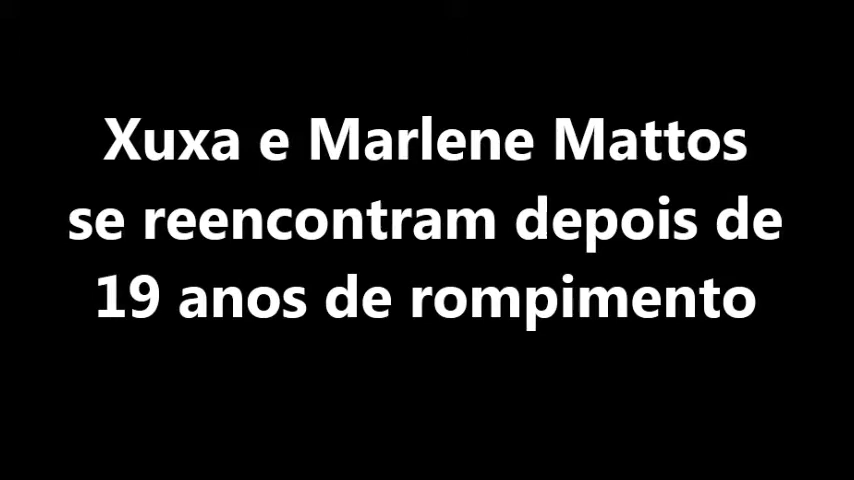 Xuxa e Marlene Mattos
se reencontram depois de
19 anos de rompimento